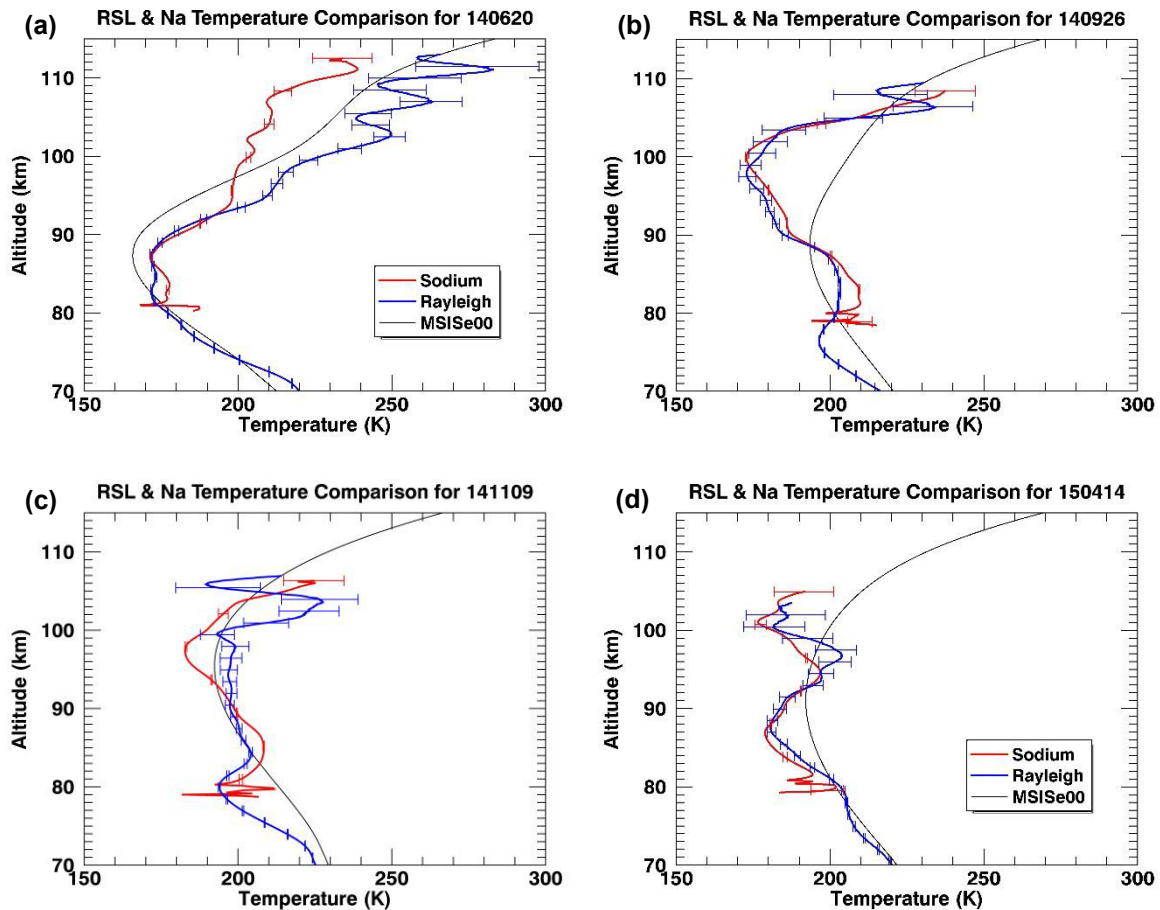 (a)
RSL & Na Temperature Comparison for 140620
110
100
90
80
70
Altitude (km)
150
200
250
300
Temperature (K)
Sodium
Rayleigh
MSISe00
(b)
RSL & Na Temperature Comparison for 140926
110
100
90
80
70
Altitude (km)
150
200
250
300
Temperature (K)
(c)
RSL & Na Temperature Comparison for 141109
110
100
90
80
70
Altitude (km)
150
200
250
300
Temperature (K)
(d)
RSL & Na Temperature Comparison for 150414
110
100
90
80
70
Altitude (km)
150
200
250
300
Temperature (K)
Sodium
Rayleigh
MSISe00